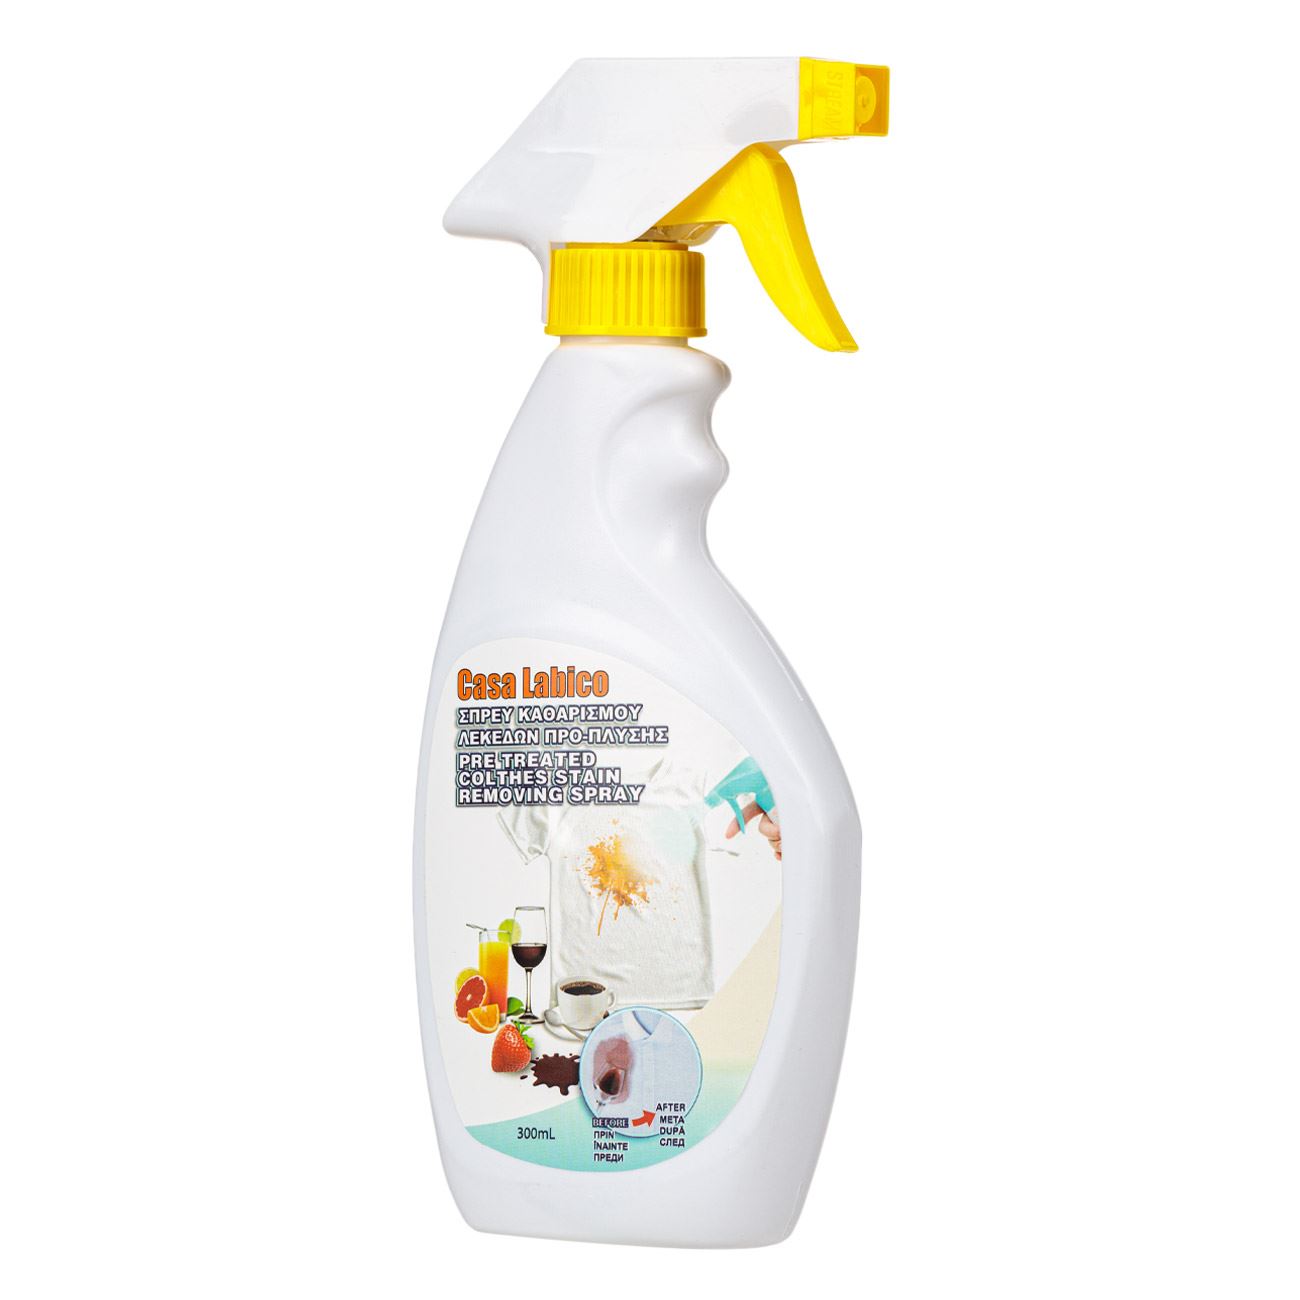 STREAM
Casa Labico
ΣΠΡΕΥ ΚΑΘΑΡΙΣΜΟΥ
ΛΕΚΕΔΩΝ ΠΡΟ-ΠΛΥΣΗΣ
PRE TREATED
COLTHES STAIN
REMOVING SPRAY
300mL
BEFORE
ΠΡΙΝ
ÎNAINTE
ПРЕДИ
AFTER
ΜΕΤΑ
DUPĂ
СЛЕД